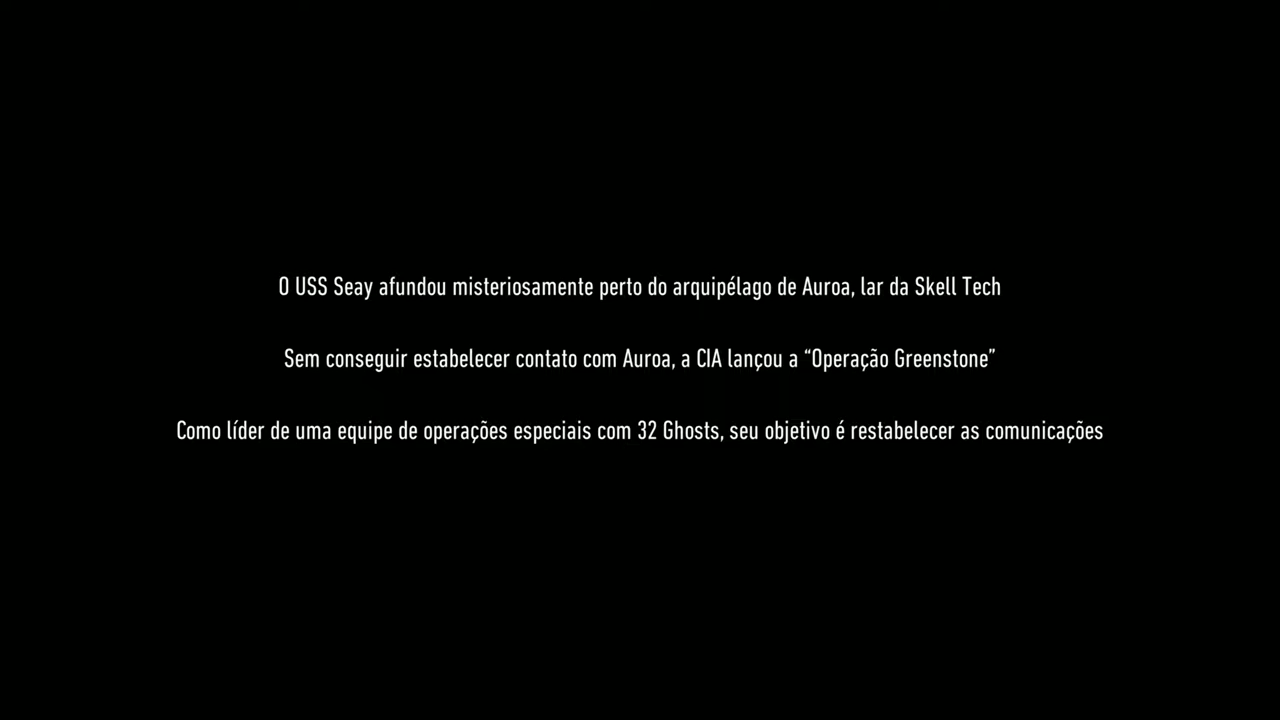 O USS Seay afundou misteriosamente perto do arquipélago de Auroa, lar da Skell Tech
Sem conseguir estabelecer contato com Auroa, a CIA lançou a “Operação Greenstone”
Como líder de uma equipe de operações especiais com 32 Ghosts, seu objetivo é restabelecer as comunicações